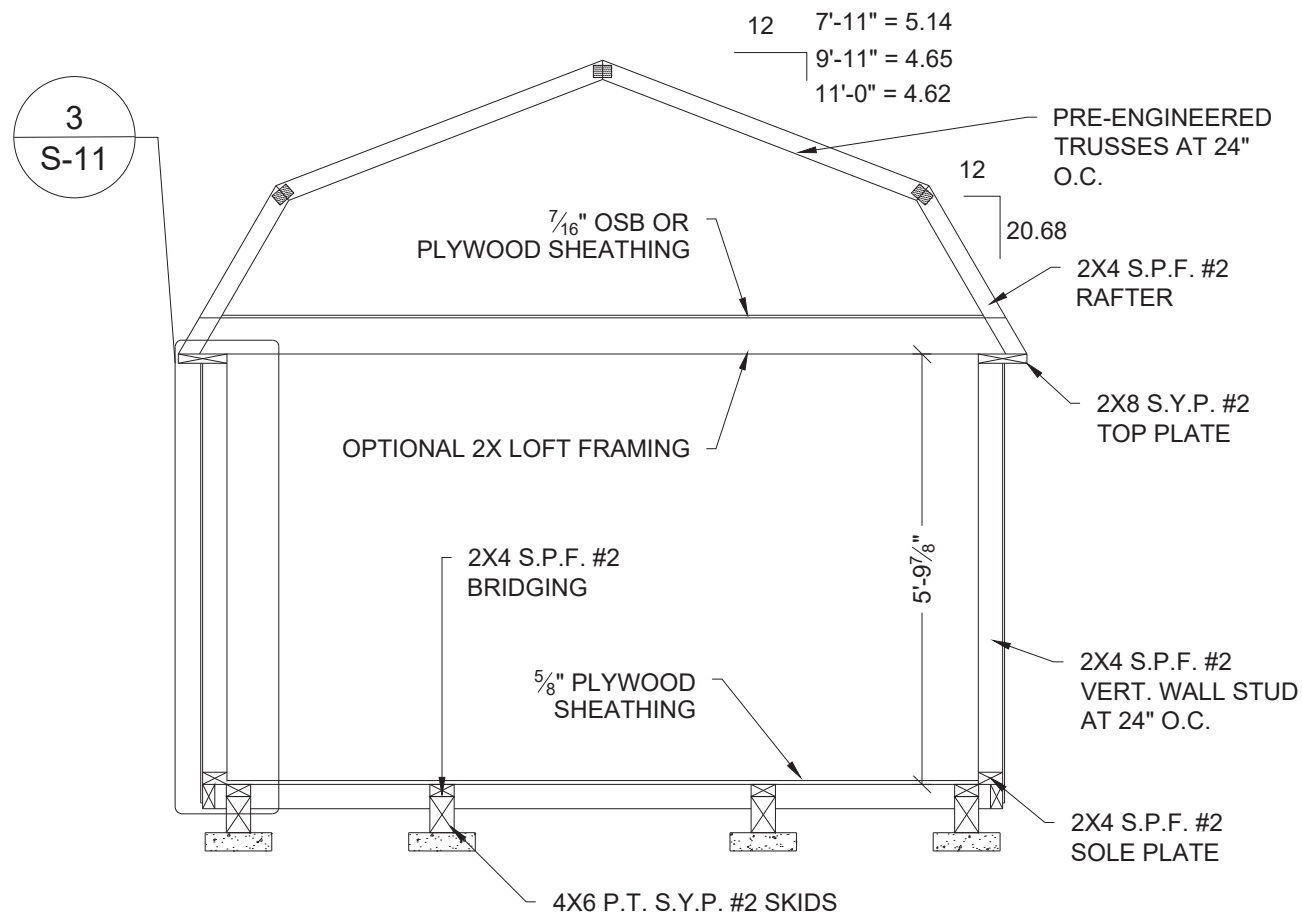 12
7'-11" = 5.14
9'-11" = 4.65
11'-0" = 4.62
3
S-11
PRE-ENGINEERED
TRUSSES AT 24"
O.C.
12
20.68
7/16" OSB OR
PLYWOOD SHEATHING
2X4 S.P.F. #2
RAFTER
2X8 S.Y.P. #2
TOP PLATE
OPTIONAL 2X LOFT FRAMING
5'-9 7/8"
2X4 S.P.F. #2
BRIDGING
2X4 S.P.F. #2
VERT. WALL STUD
AT 24" O.C.
5/8" PLYWOOD
SHEATHING
2X4 S.P.F. #2
SOLE PLATE
4X6 P.T. S.Y.P. #2 SKIDS